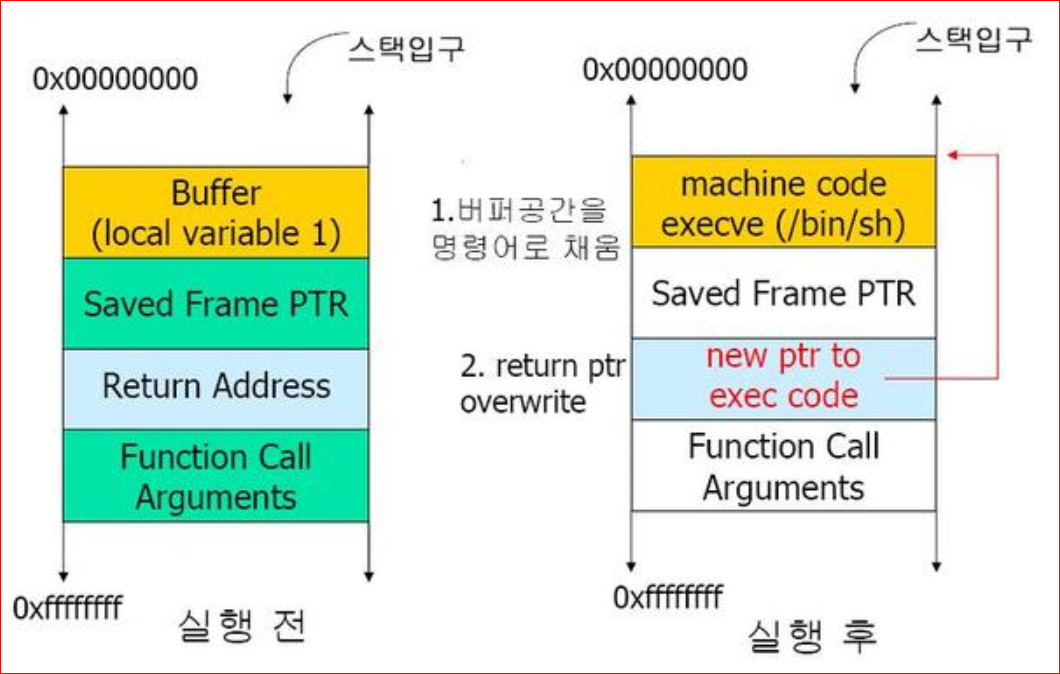 스택입구
0x00000000
Buffer
(local variable 1)
Saved Frame PTR
Return Address
Function Call
Arguments
0xffffffff
실행 전
스택입구
0x00000000
1.버퍼공간을
명령어로 채움
machine code
execve (/bin/sh)
Saved Frame PTR
2. return ptr
overwrite
new ptr to
exec code
Function Call
Arguments
0xffffffff
실행 후